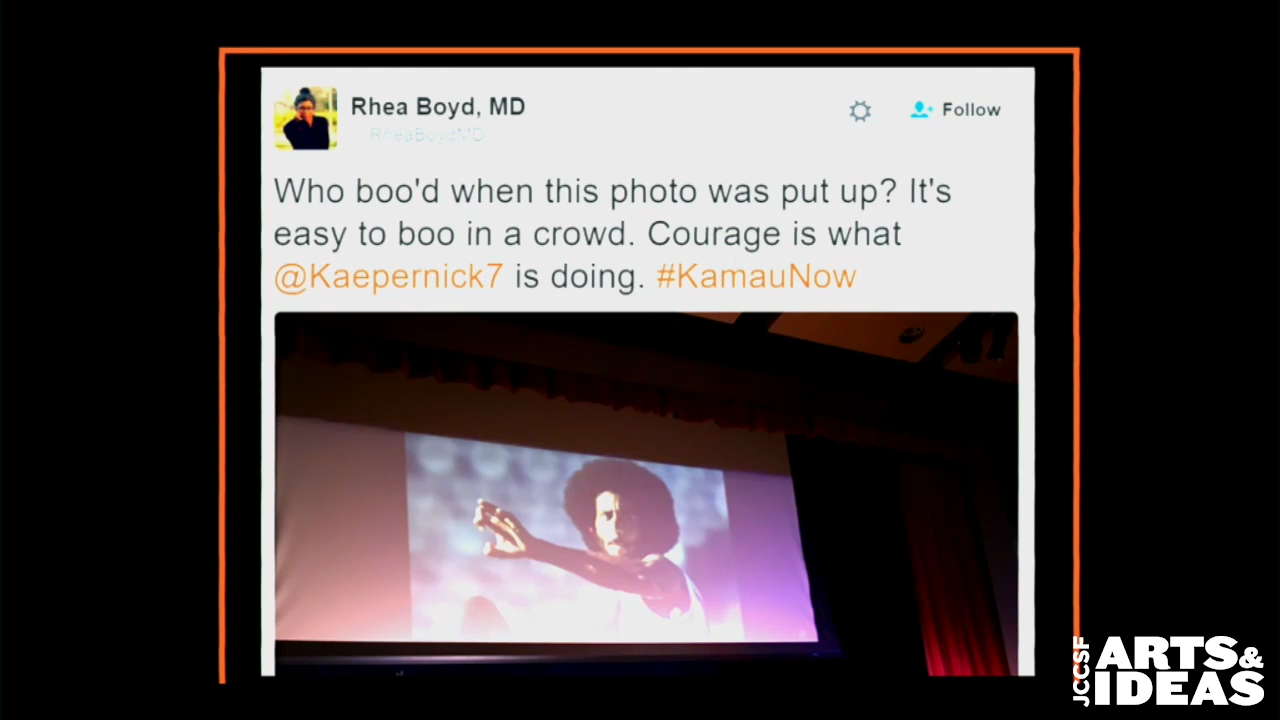 Rhea Boyd, MD
Follow
RheaBoydMD
Who boo'd when this photo was put up? It's
easy to boo in a crowd. Courage is what
@Kaepernick7 is doing. #KamauNow
JCCSF
ARTS&
IDEAS